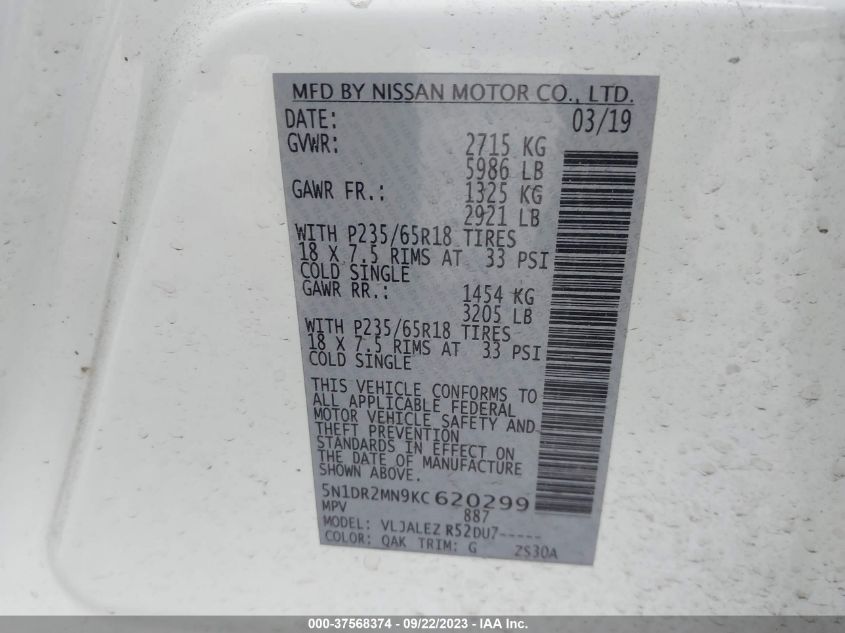 MFD BY NISSAN MOTOR CO., LTD.
DATE: 03/19
GVWR: 2715 KG
5986 LB
GAWR FR.: 1325 KG
2921 LB
WITH P235/65R18 TIRES
18 X 7.5 RIMS AT 33 PSI
COLD SINGLE
GAWR RR.: 1454 KG
3205 LB
WITH P235/65R18 TIRES
18 X 7.5 RIMS AT 33 PSI
COLD SINGLE
THIS VEHICLE CONFORMS TO
ALL APPLICABLE FEDERAL
MOTOR VEHICLE SAFETY AND
THEFT PREVENTION
STANDARDS IN EFFECT ON
THE DATE OF MANUFACTURE
SHOWN ABOVE.
5N1DR2MN9KC620299
MPV 887
MODEL: VLJALEZ R52DU7-----
COLOR: QAK TRIM: G ZS30A
000-37568374 - 09/22/2023 - IAA Inc.